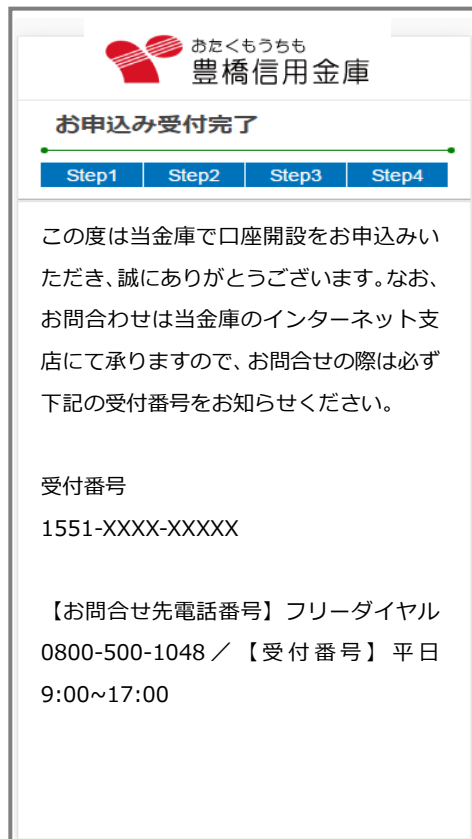 おたくもうちも
豊橋信用金庫
お申込み受付完了
Step1 Step2 Step3 Step4
この度は当金庫で口座開設をお申込みい
ただき、誠にありがとうございます。なお、
お問合わせは当金庫のインターネット支
店にて承りますので、お問合せの際は必ず
下記の受付番号をお知らせください。
受付番号
1551-XXXX-XXXXX
【お問合せ先電話番号】フリーダイヤル
0800-500-1048／【受付番号】平日
9:00~17:00